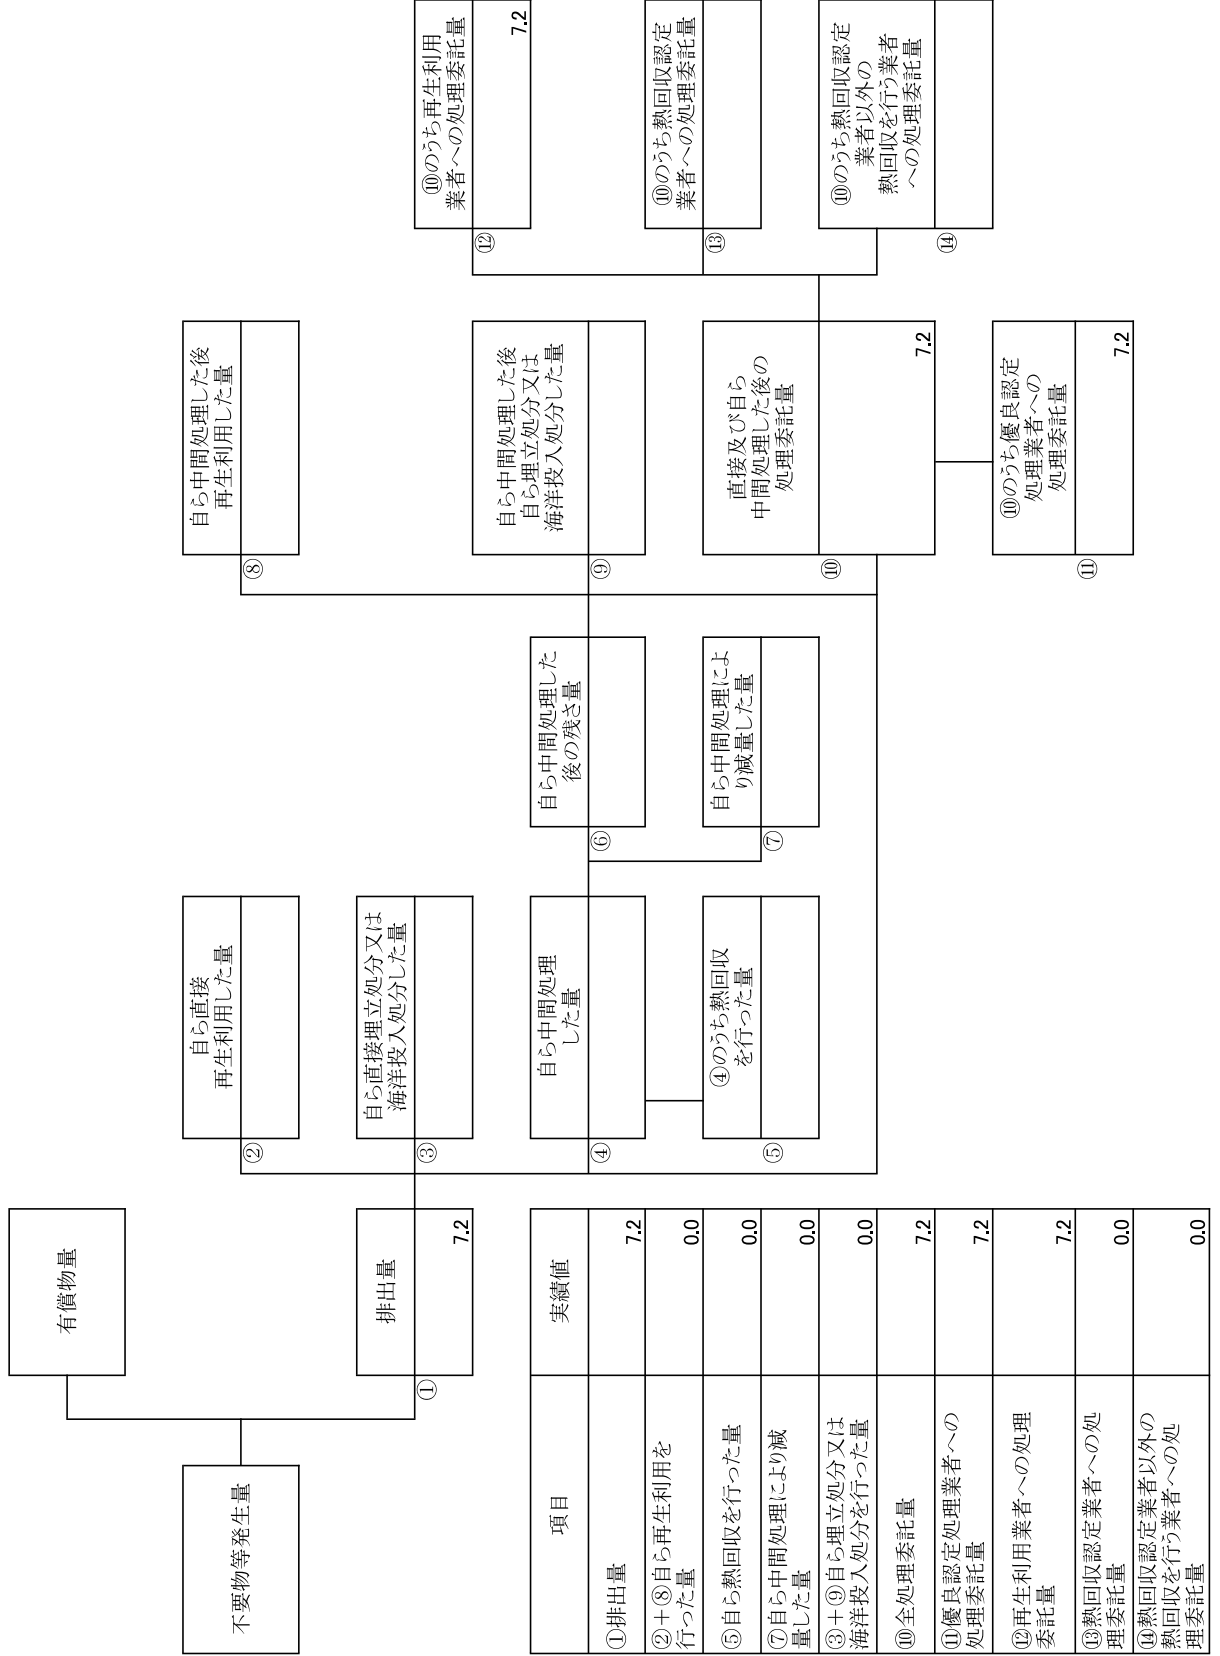 有償物量
不要物等発生量
①
排出量
7.2
②
自ら直接
再生利用した量
③
自ら直接埋立処分又は
海洋投入処分した量
④
自ら中間処理
した量
⑤
④のうち熱回収
を行った量
⑥
自ら中間処理した
後の残さ量
⑦
自ら中間処理によ
り減量した量
⑧
自ら中間処理した後
再生利用した量
⑨
自ら中間処理した後
自ら埋立処分又は
海洋投入処分した量
⑩
直接及び自ら
中間処理した後の
処理委託量
7.2
⑪
⑩のうち優良認定
処理業者への
処理委託量
7.2
⑫
⑩のうち再生利用
業者への処理委託量
7.2
⑬
⑩のうち熱回収認定
業者への処理委託量
⑭
⑩のうち熱回収認定
業者以外の
熱回収を行う業者
への処理委託量
項目 実績値
①排出量 7.2
②+⑧自ら再生利用を
行った量 0.0
⑤自ら熱回収を行った量 0.0
⑦自ら中間処理により減
量した量 0.0
③+⑨自ら埋立処分又は
海洋投入処分を行った量 0.0
⑩全処理委託量 7.2
⑪優良認定処理業者への
処理委託量 7.2
⑫再生利用業者への処理
委託量 7.2
⑬熱回収認定業者への処
理委託量 0.0
⑭熱回収認定業者以外の
熱回収を行う業者への処
理委託量 0.0